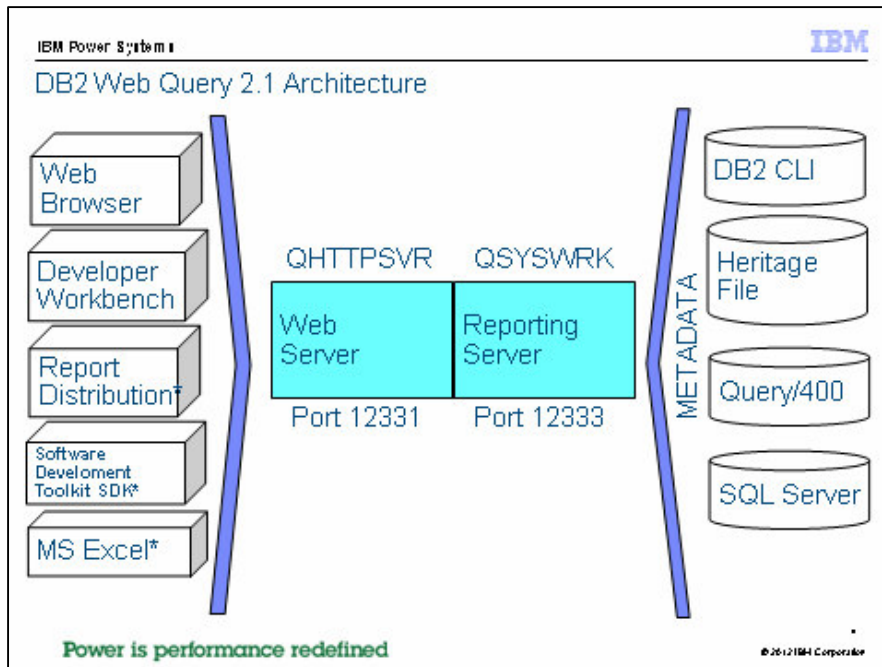 IBM Power Systems
IBM
DB2 Web Query 2.1 Architecture
Web
Browser
Developer
Workbench
Report
Distribution*
Software
Develoment
Toolkit SDK*
MS Excel*
QHTTPSVR
QSYSWRK
Web
Server
Reporting
Server
Port 12331
Port 12333
METADATA
DB2 CLI
Heritage
File
Query/400
SQL Server
Power is performance redefined
© 2012 IBM Corporation